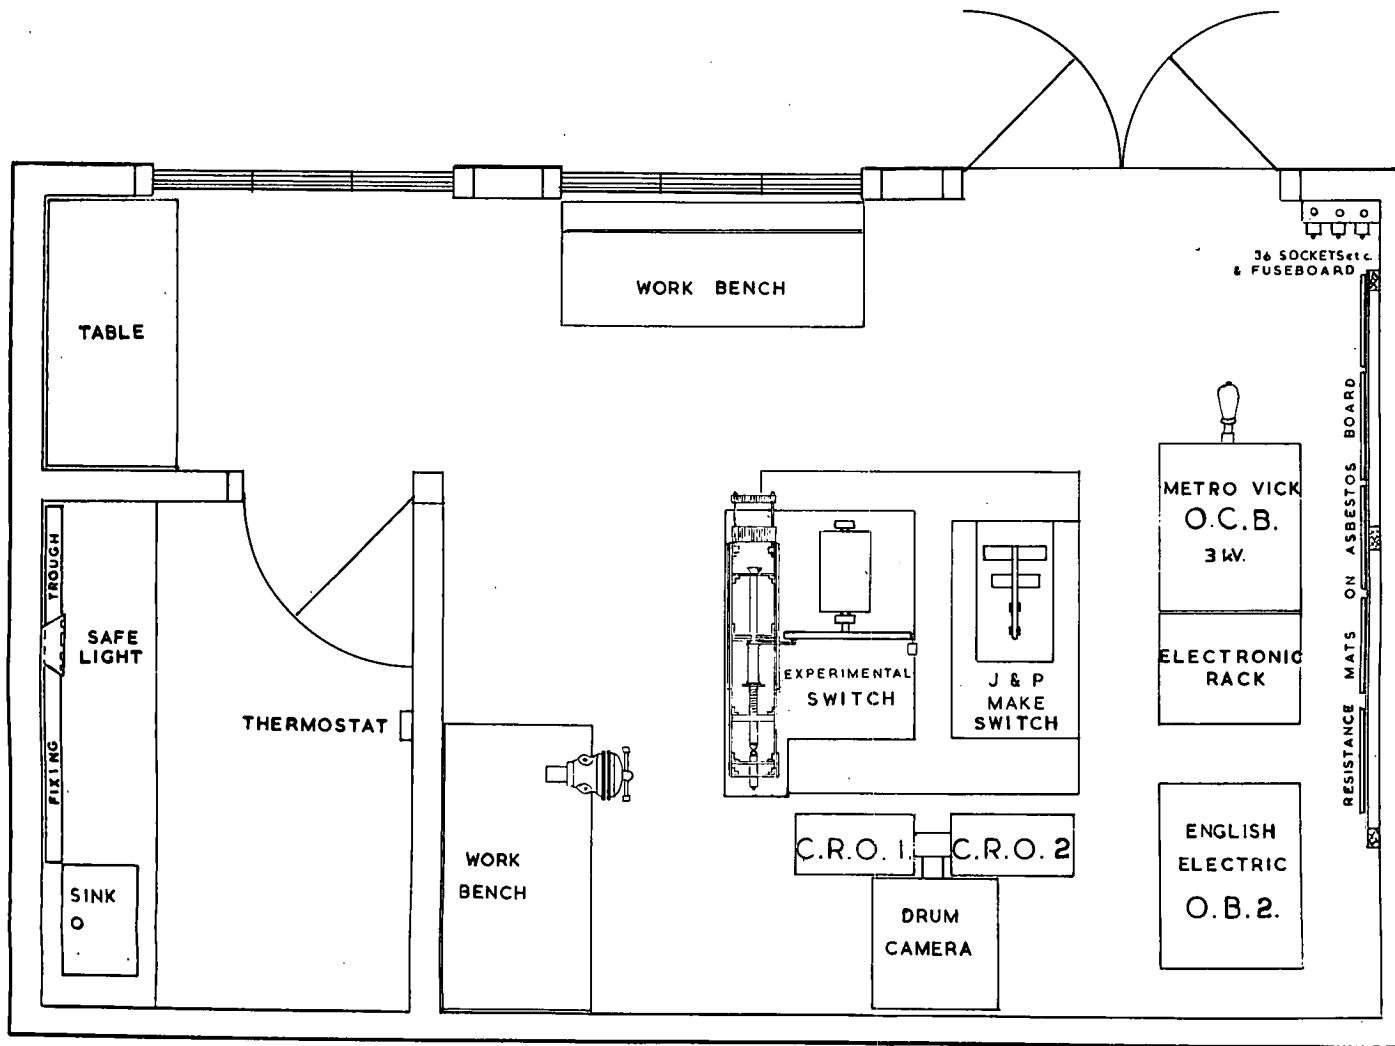 36 SOCKETS etc.
& FUSEBOARD
WORK BENCH
TABLE
RESISTANCE MATS ON ASBESTOS BOARD
METRO VICK
O.C.B.
3 kV.
ELECTRONIC
RACK
FIXING TROUGH
SAFE
LIGHT
THERMOSTAT
EXPERIMENTAL
SWITCH
J & P
MAKE
SWITCH
C.R.O. 1.
C.R.O. 2
WORK
BENCH
SINK
DRUM
CAMERA
ENGLISH
ELECTRIC
O.B.2.